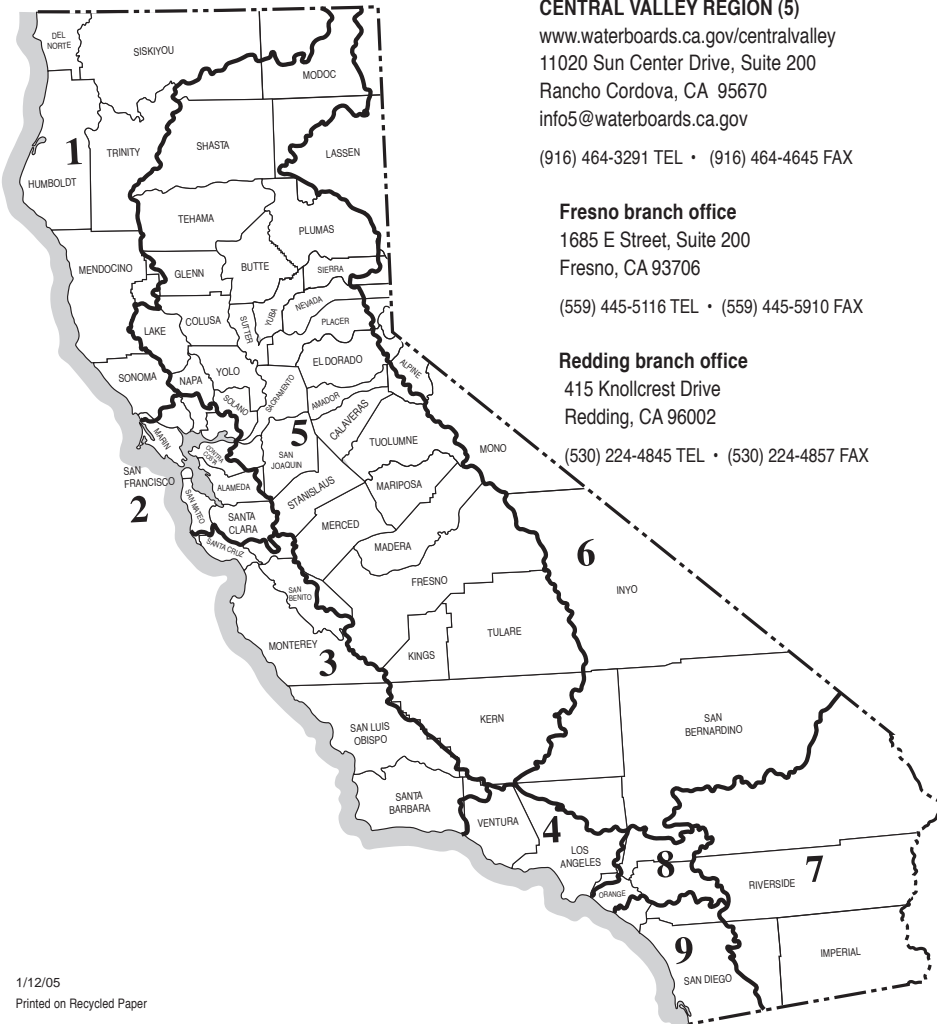 CENTRAL VALLEY REGION (5)
www.waterboards.ca.gov/centralvalley
11020 Sun Center Drive, Suite 200
Rancho Cordova, CA 95670
info5@waterboards.ca.gov
(916) 464-3291 TEL • (916) 464-4645 FAX
Fresno branch office
1685 E Street, Suite 200
Fresno, CA 93706
(559) 445-5116 TEL • (559) 445-5910 FAX
Redding branch office
415 Knollcrest Drive
Redding, CA 96002
(530) 224-4845 TEL • (530) 224-4857 FAX
DEL
NORTE
SISKIYOU
MODOC
1
TRINITY
SHASTA
LASSEN
HUMBOLDT
TEHAMA
PLUMAS
MENDOCINO
GLENN
BUTTE
SIERRA
LAKE
COLUSA
SUTTER
YUBA
NEVADA
PLACER
SONOMA
NAPA
YOLO
EL DORADO
ALPINE
SOLANO
SACRAMENTO
AMADOR
CALAVERAS
MARIN
CONTRA
COSTA
5
SAN
JOAQUIN
TUOLUMNE
MONO
SAN
FRANCISCO
ALAMEDA
STANISLAUS
MARIPOSA
2
SAN MATEO
SANTA
CLARA
MERCED
SANTA CRUZ
MADERA
6
SAN
BENITO
FRESNO
INYO
MONTEREY
3
KINGS
TULARE
SAN LUIS
OBISPO
KERN
SAN
BERNARDINO
SANTA
BARBARA
VENTURA
4
LOS
ANGELES
8
7
ORANGE
RIVERSIDE
9
SAN DIEGO
IMPERIAL
1/12/05
Printed on Recycled Paper